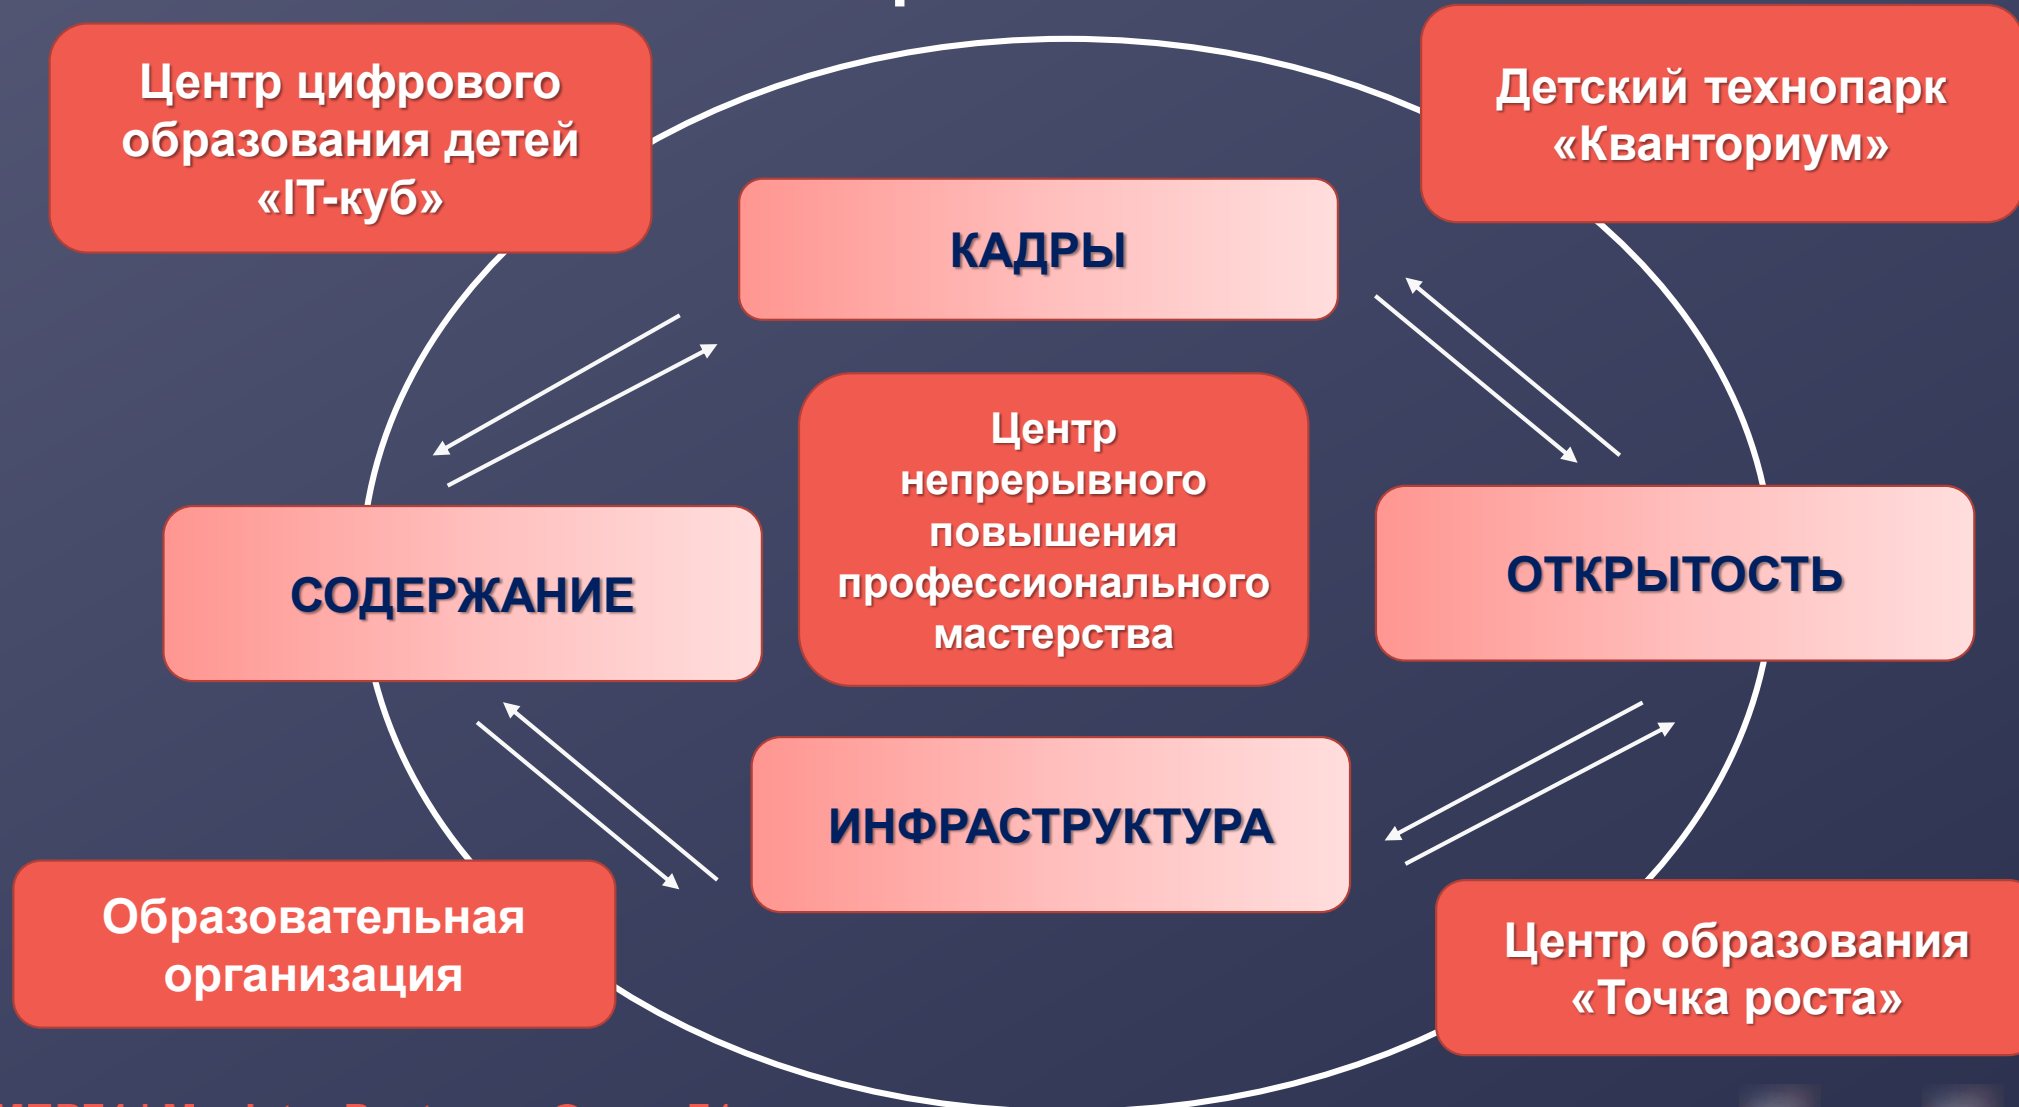 Центр цифрового
образования детей
«IT-куб»
Детский технопарк
«Кванториум»
КАДРЫ
Центр
непрерывного
повышения
профессионального
мастерства
СОДЕРЖАНИЕ
ОТКРЫТОСТЬ
ИНФРАСТРУКТУРА
Образовательная
организация
Центр образования
«Точка роста»